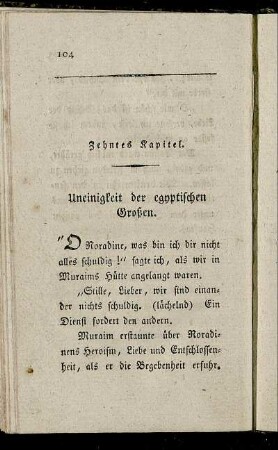 104
Zehntes Kapitel.
Uneinigkeit der egyptischen
Großen.
"O Noradine, was bin ich dir nicht
alles schuldig!“ sagte ich, als wir in
Muraims Hütte angelangt waren.
„Stille, Lieber, wir sind einan-
der nichts schuldig. (lächelnd) Ein
Dienst fordert den andern.
Muraim erstaunte über Noradi-
nens Heroism, Liebe und Entschlossen-
heit, als er die Begebenheit erfuhr.